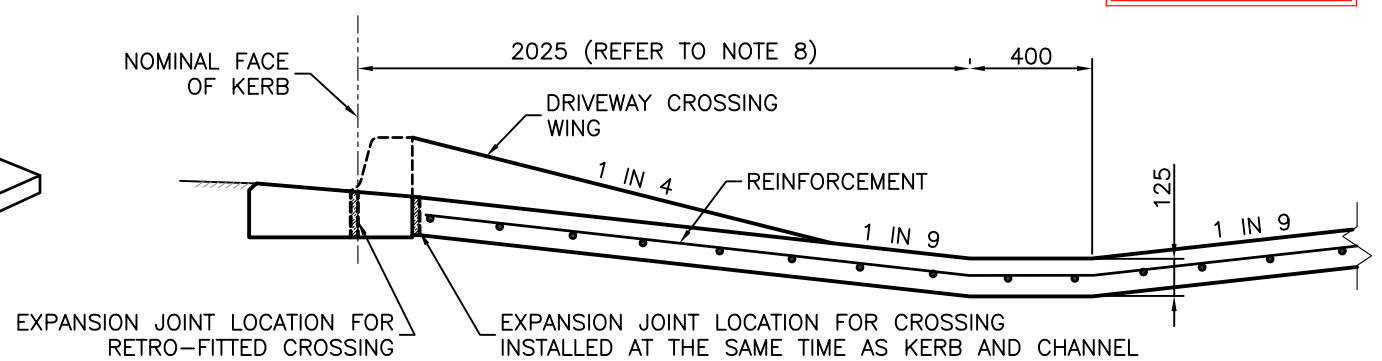 2025 (REFER TO NOTE 8)
400
NOMINAL FACE
OF KERB
DRIVEWAY CROSSING
WING
1 IN 4
REINFORCEMENT
125
1 IN 9
1 IN 9
EXPANSION JOINT LOCATION FOR
RETRO-FITTED CROSSING
EXPANSION JOINT LOCATION FOR CROSSING
INSTALLED AT THE SAME TIME AS KERB AND CHANNEL